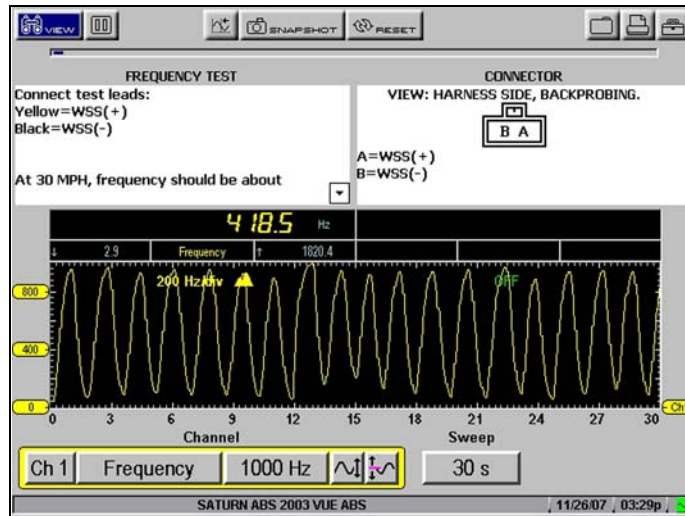 VIEW SNAPSHOT RESET
FREQUENCY TEST
Connect test leads:
Yellow=WSS(+)
Black=WSS(-)
At 30 MPH, frequency should be about
CONNECTOR
VIEW: HARNESS SIDE, BACKPROBING.
B A
A=WSS(+)
B=WSS(-)
418.5 Hz
↓ 2.9 Frequency ↑ 1820.4
200 Hz/div OFF
800
400
0 Ch1
0 3 6 9 12 15 18 21 24 27 30
Channel Sweep
Ch 1 Frequency 1000 Hz 30 s
SATURN ABS 2003 VUE ABS 11/26/07 03:29p